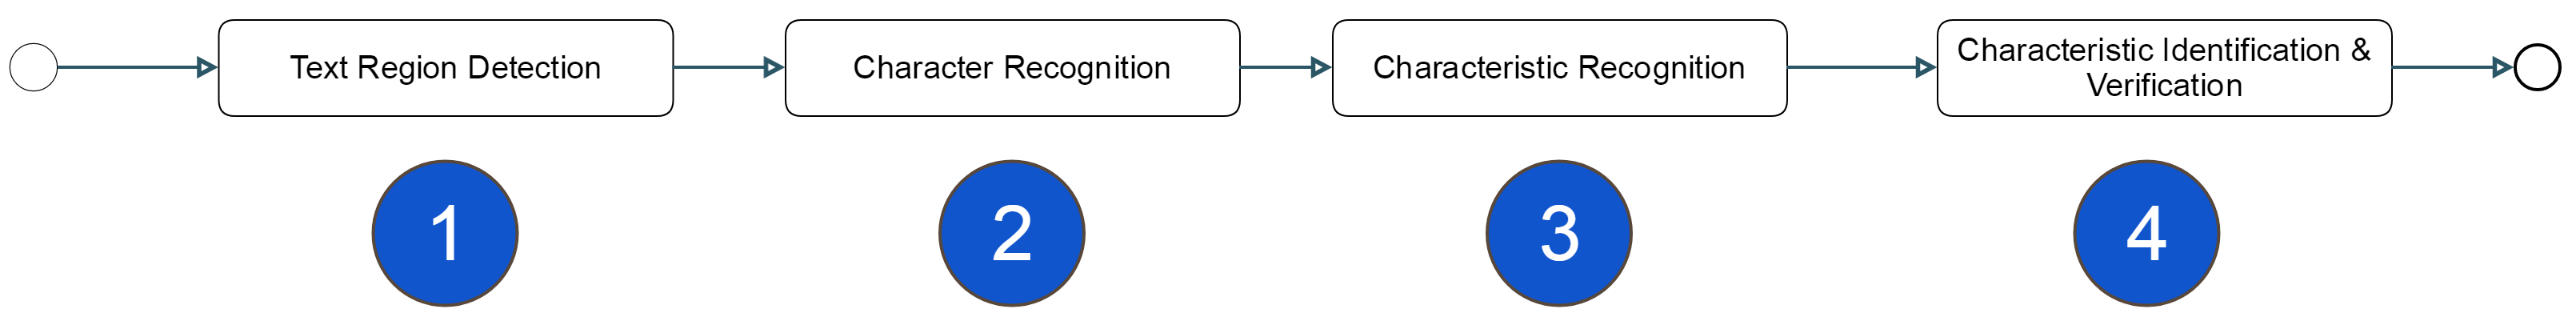 Text Region Detection
Character Recognition
Characteristic Recognition
Characteristic Identification &
Verification
1
2
3
4